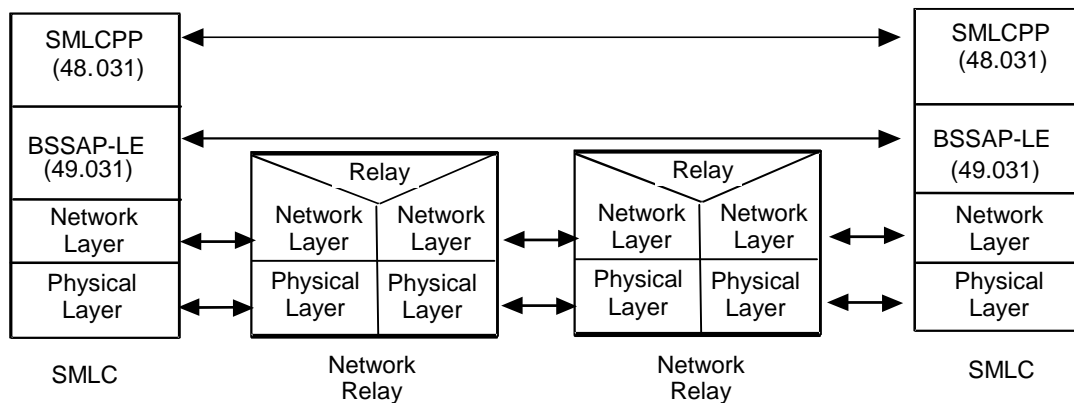 SMLCPP
(48.031)
BSSAP-LE
(49.031)
Network
Layer
Physical
Layer
SMLC
Relay
Network
Layer
Network
Layer
Physical
Layer
Physical
Layer
Network
Relay
Relay
Network
Layer
Network
Layer
Physical
Layer
Physical
Layer
Network
Relay
SMLCPP
(48.031)
BSSAP-LE
(49.031)
Network
Layer
Physical
Layer
SMLC